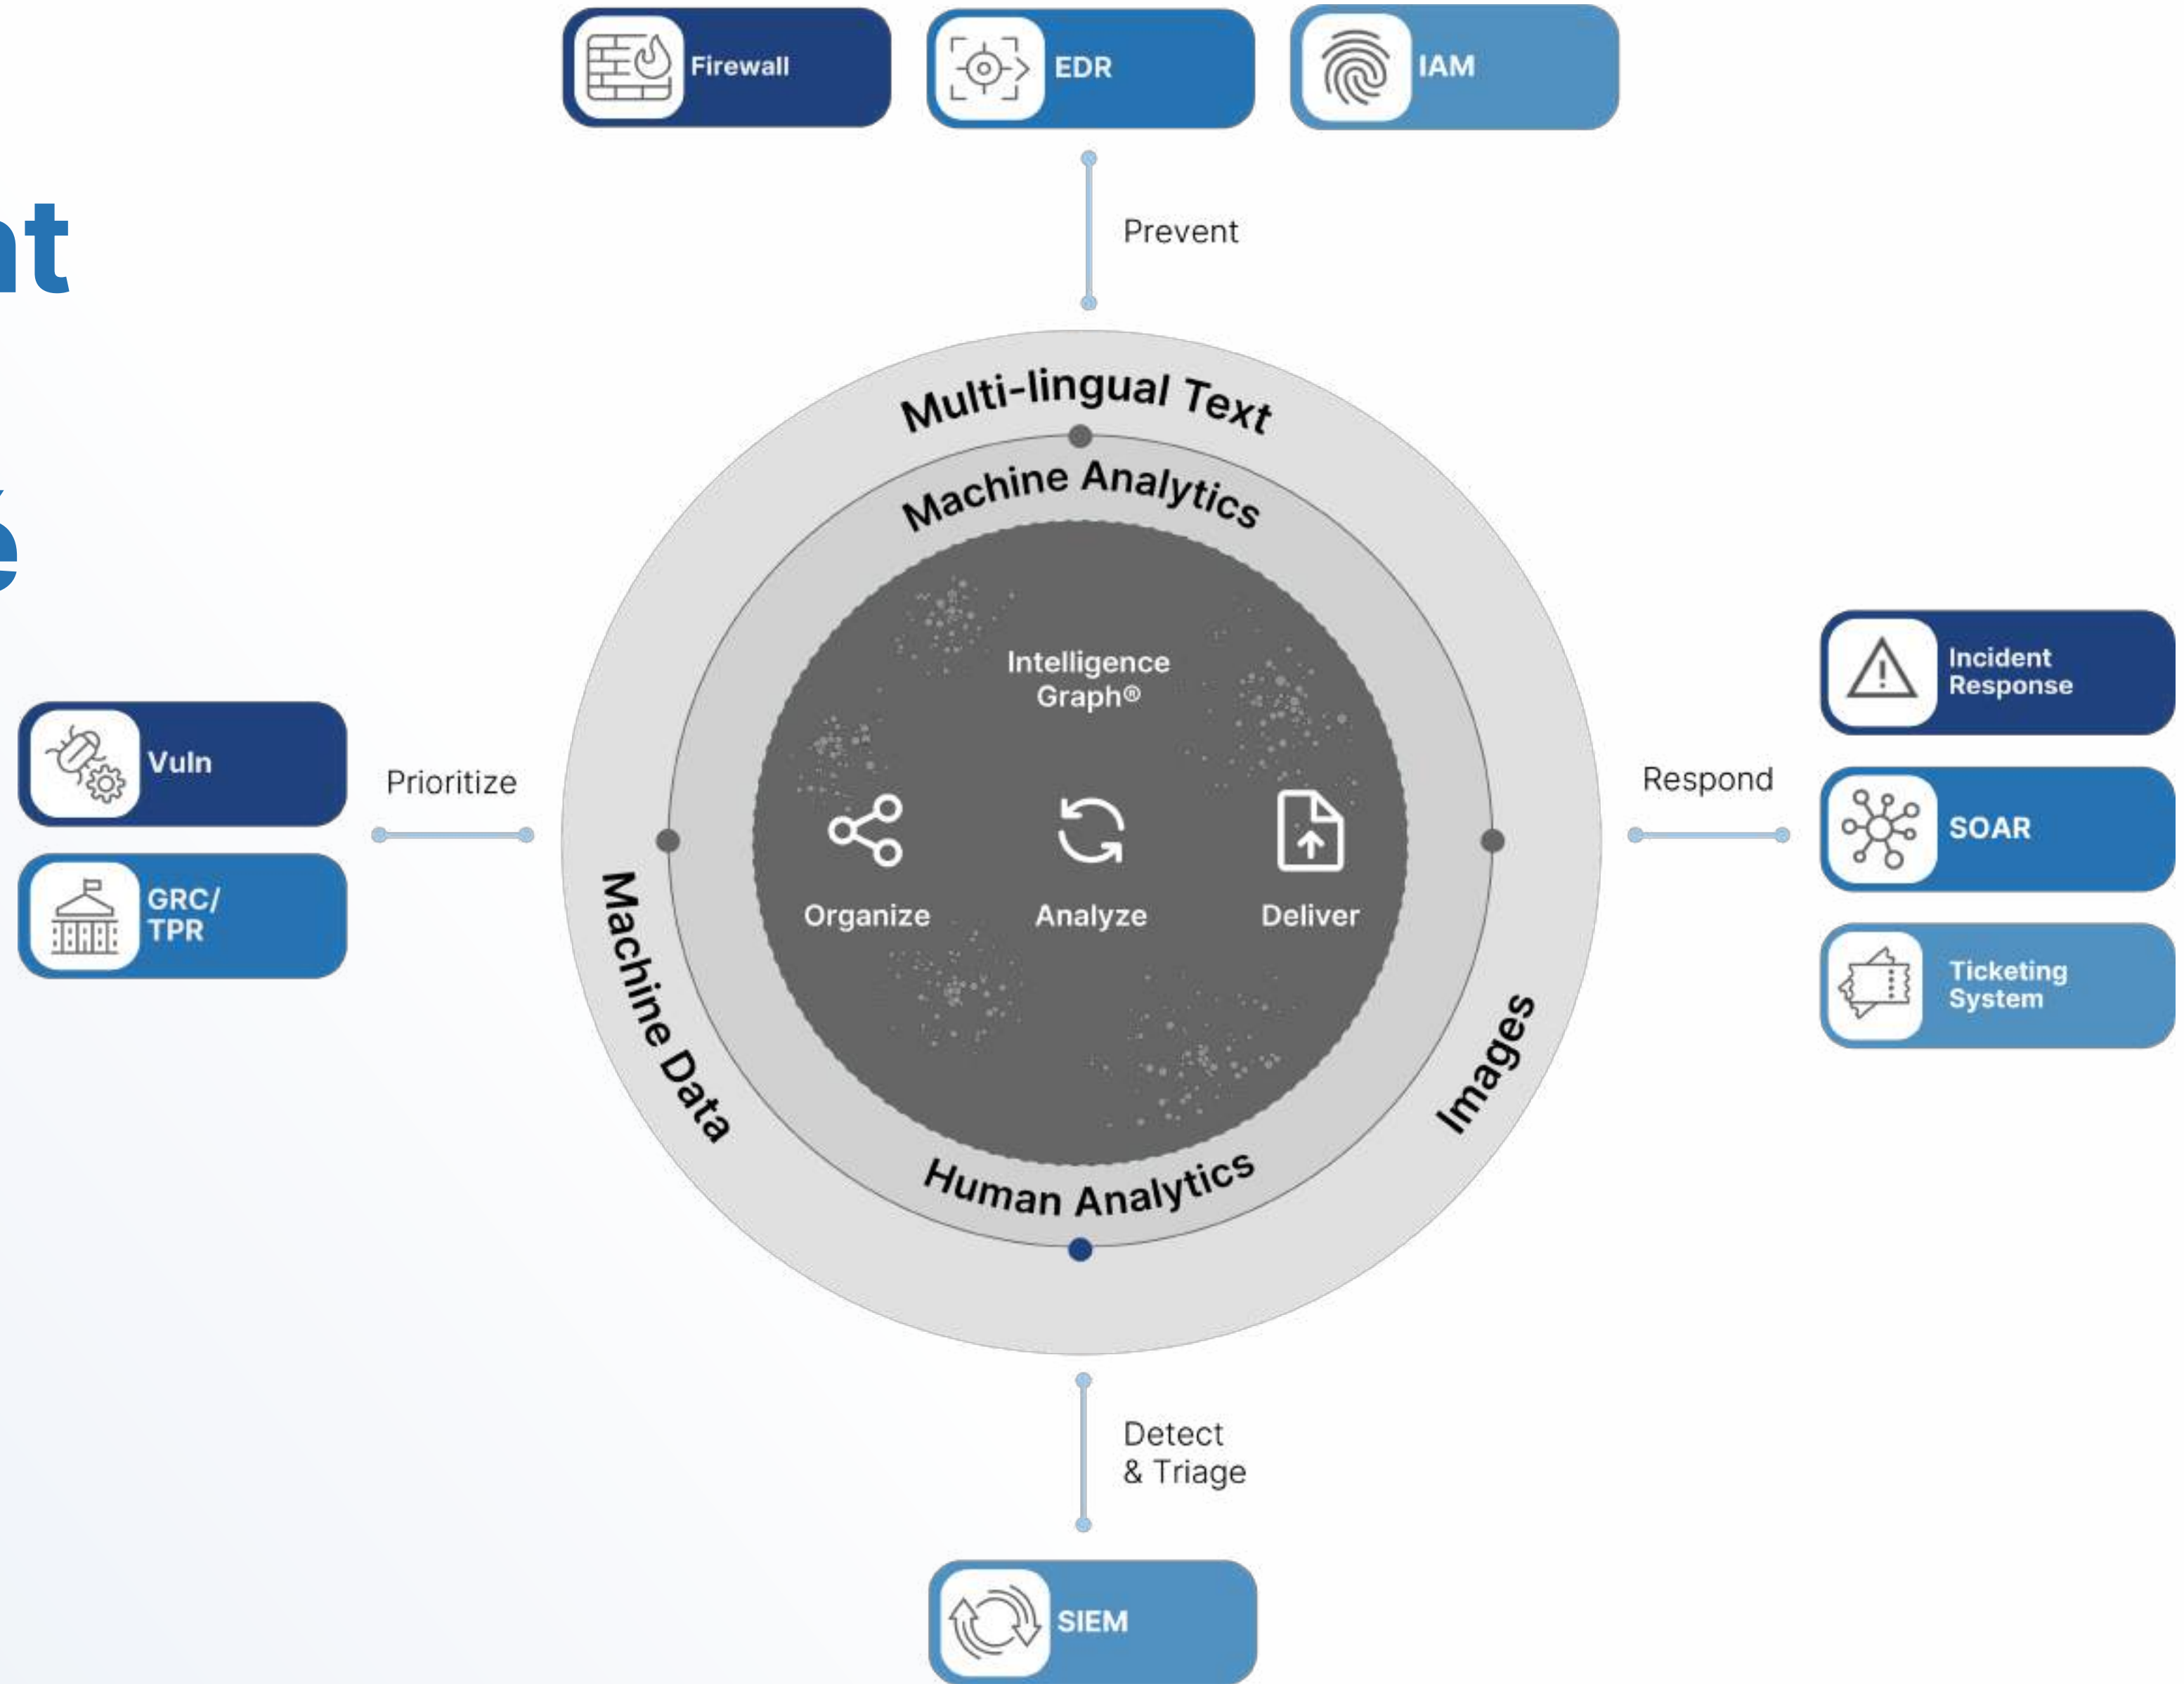 Firewall
EDR
IAM
Prevent
nt
Multi-lingual Text
Machine Analytics
Intelligence
Graph®
Organize
Analyze
Deliver
Machine Data
Images
Human Analytics
Vuln
GRC/
TPR
Prioritize
Respond
Incident
Response
SOAR
Ticketing
System
Detect
& Triage
SIEM